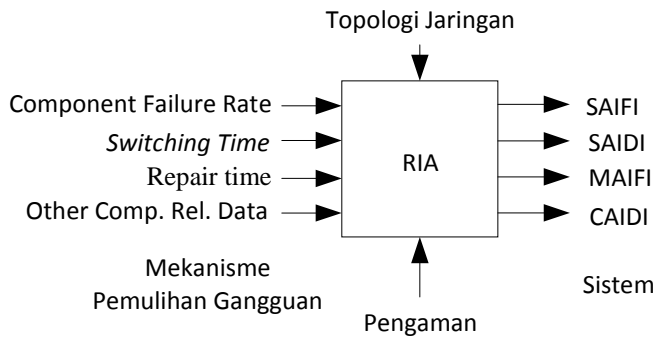 Topologi Jaringan
Component Failure Rate
Switching Time
Repair time
Other Comp. Rel. Data
RIA
SAIFI
SAIDI
MAIFI
CAIDI
Mekanisme
Pemulihan Gangguan
Pengaman
Sistem